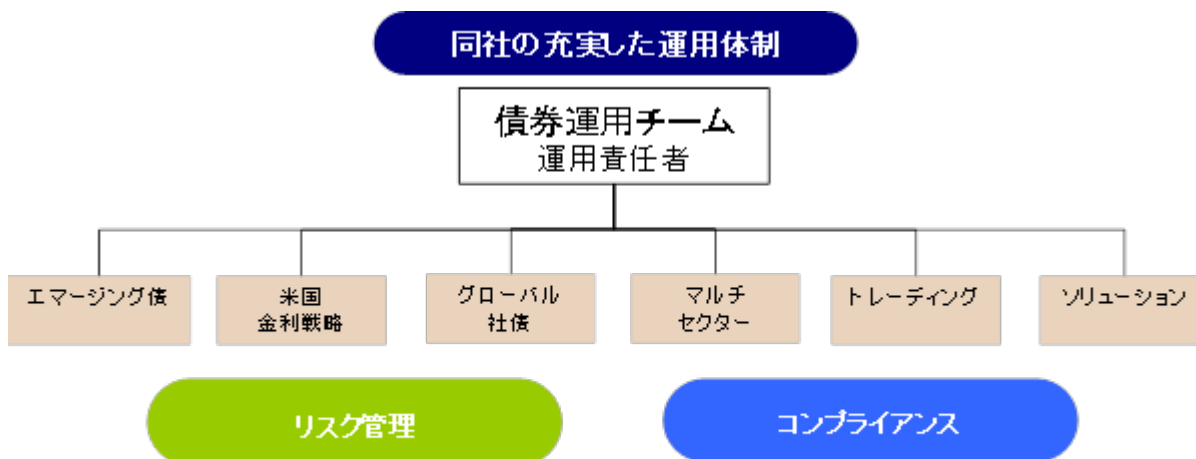 同社の充実した運用体制
債券運用チーム
運用責任者
エマージング債
米国
金利戦略
グローバル
社債
マルチ
セクター
トレーディング
ソリューション
リスク管理
コンプライアンス